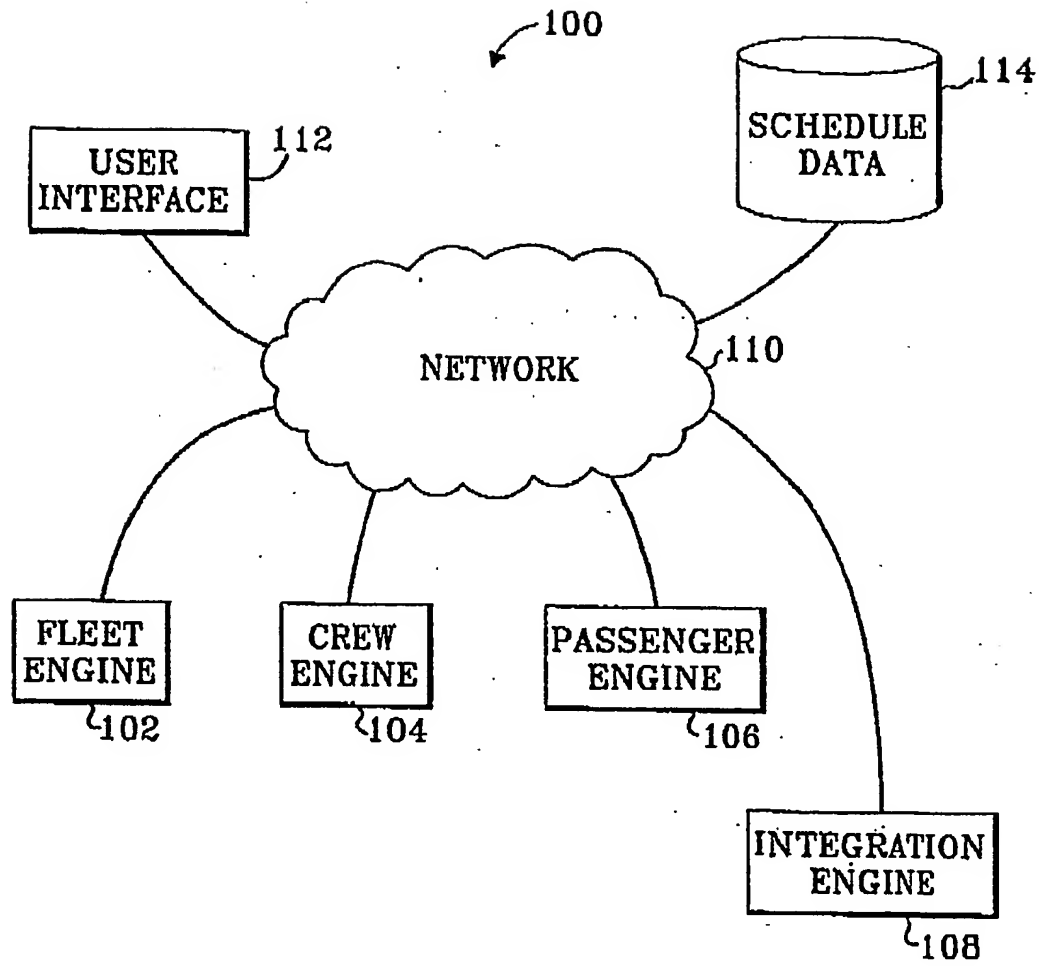 100
114
SCHEDULE
DATA
112
USER
INTERFACE
110
NETWORK
FLEET
ENGINE
102
CREW
ENGINE
104
PASSENGER
ENGINE
106
INTEGRATION
ENGINE
108